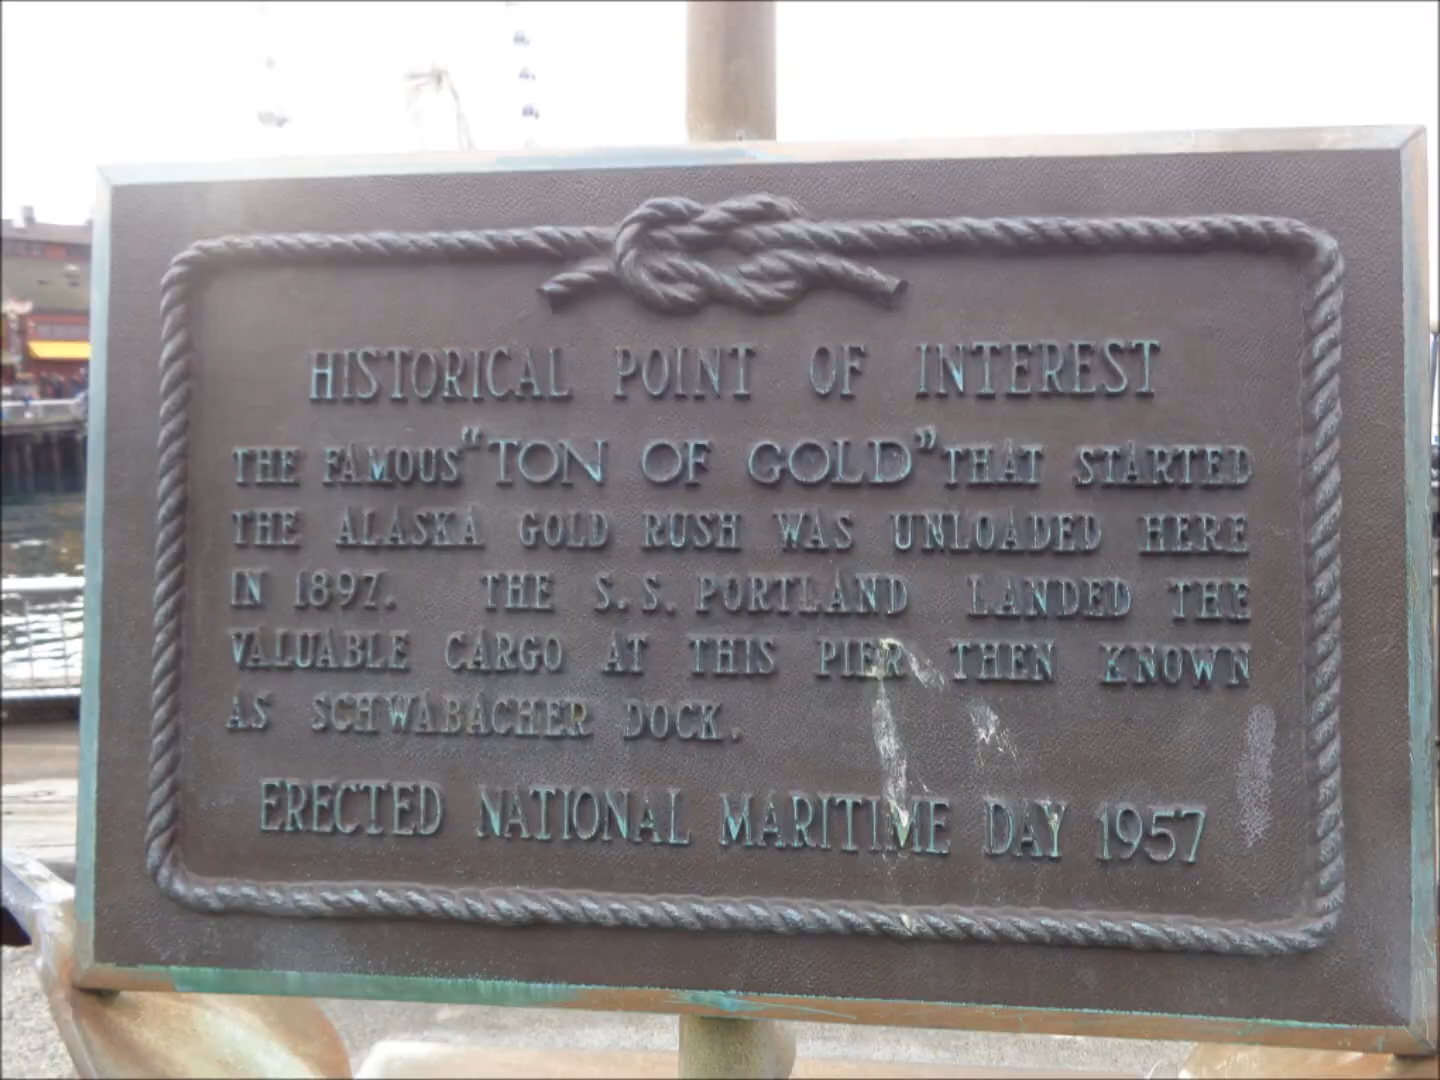 HISTORICAL POINT OF INTEREST
THE FAMOUS "TON OF GOLD" THAT STARTED
THE ALASKA GOLD RUSH WAS UNLOADED HERE
IN 1897. THE S.S. PORTLAND LANDED THE
VALUABLE CARGO AT THIS PIER THEN KNOWN
AS SCHWABACHER DOCK.
ERECTED NATIONAL MARITIME DAY 1957